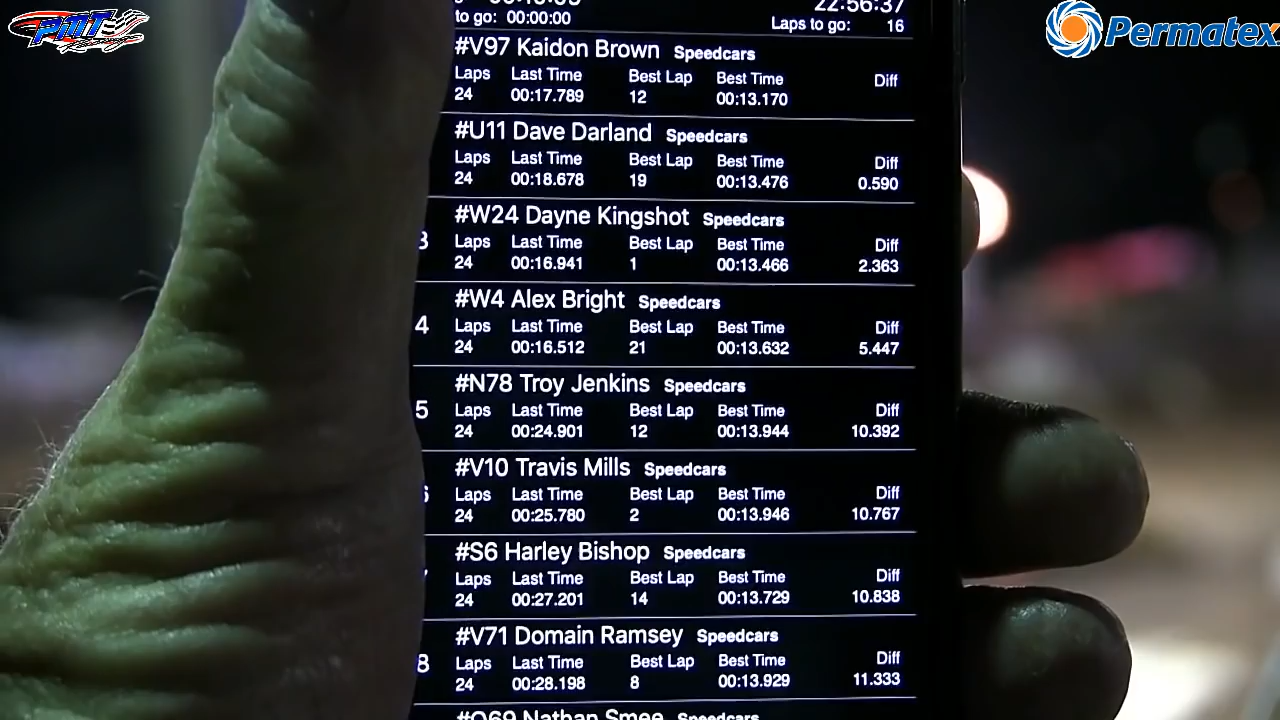 PMT
Permatex
22:56:37
to go: 00:00:00 Laps to go: 16
#V97 Kaidon Brown Speedcars
Laps Last Time Best Lap Best Time Diff
24 00:17.789 12 00:13.170
#U11 Dave Darland Speedcars
Laps Last Time Best Lap Best Time Diff
24 00:18.678 19 00:13.476 0.590
#W24 Dayne Kingshot Speedcars
3 Laps Last Time Best Lap Best Time Diff
24 00:16.941 1 00:13.466 2.363
#W4 Alex Bright Speedcars
4 Laps Last Time Best Lap Best Time Diff
24 00:16.512 21 00:13.632 5.447
#N78 Troy Jenkins Speedcars
5 Laps Last Time Best Lap Best Time Diff
24 00:24.901 12 00:13.944 10.392
#V10 Travis Mills Speedcars
6 Laps Last Time Best Lap Best Time Diff
24 00:25.780 2 00:13.946 10.767
#S6 Harley Bishop Speedcars
Laps Last Time Best Lap Best Time Diff
24 00:27.201 14 00:13.729 10.838
#V71 Domain Ramsey Speedcars
8 Laps Last Time Best Lap Best Time Diff
24 00:28.198 8 00:13.929 11.333
#Q69 Nathan Smee Speedcars